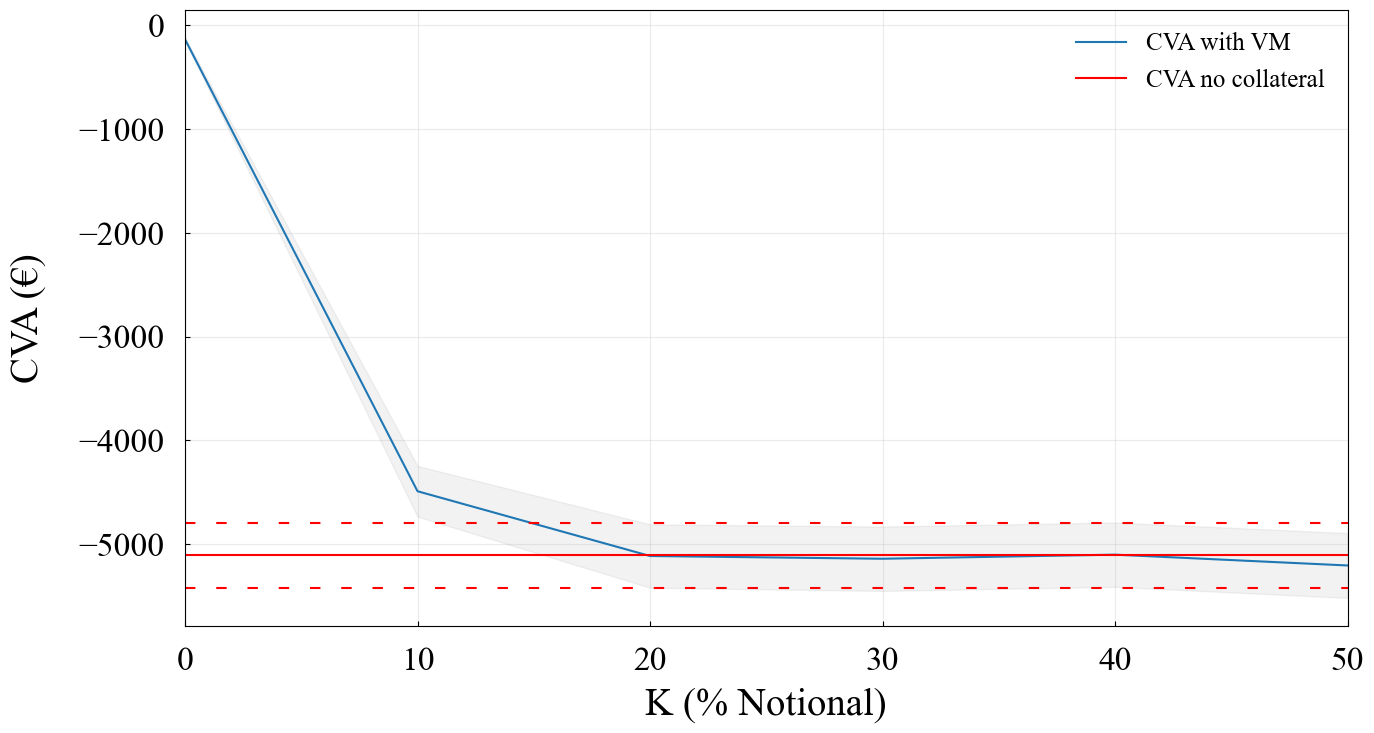 CVA with VM
CVA no collateral
0
−1000
−2000
−3000
−4000
−5000
CVA (€)
0 10 20 30 40 50
K (% Notional)